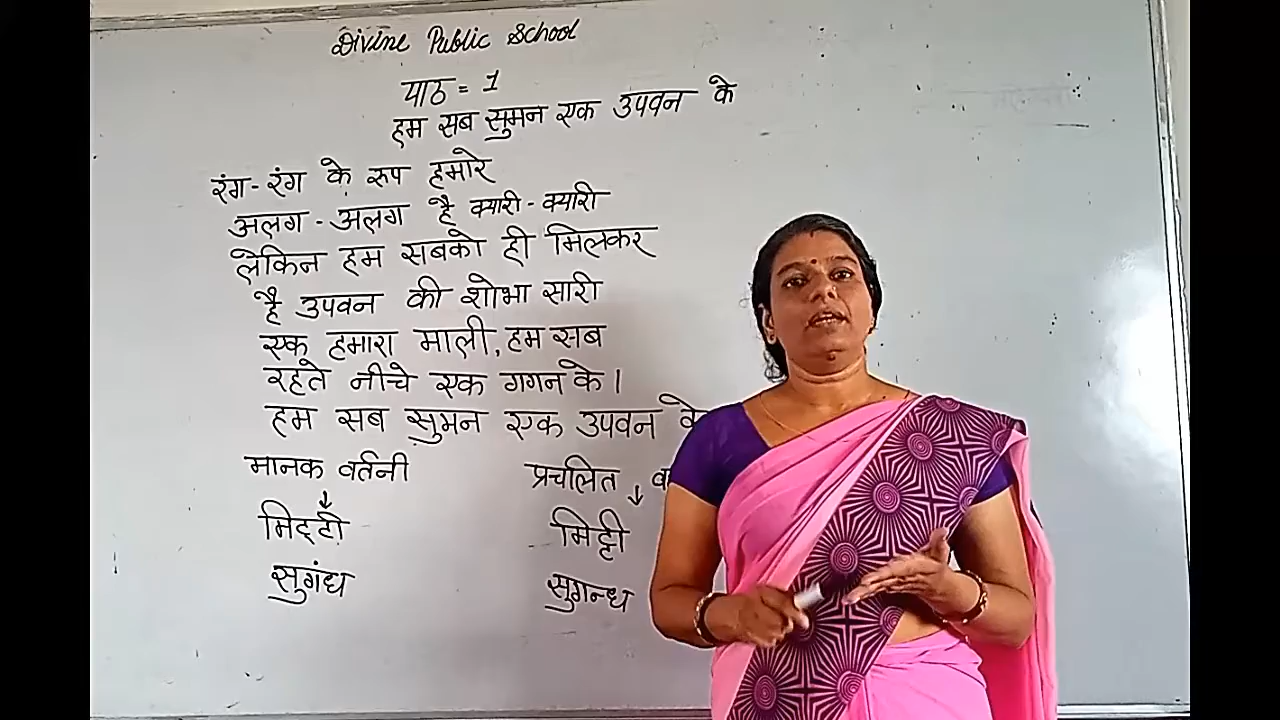 Divine Public School
पाठ = 1
हम सब सुमन एक उपवन के
रंग-रंग के रूप हमारे
अलग-अलग है क्यारी-क्यारी
लेकिन हम सबको ही मिलकर
है उपवन की शोभा सारी
एक हमारा माली, हम सब
रहते नीचे एक गगन के।
हम सब सुमन एक उपवन के
मानक वर्तनी प्रचलित
मिट्टी मिट्टी
सुगंध सुगन्ध